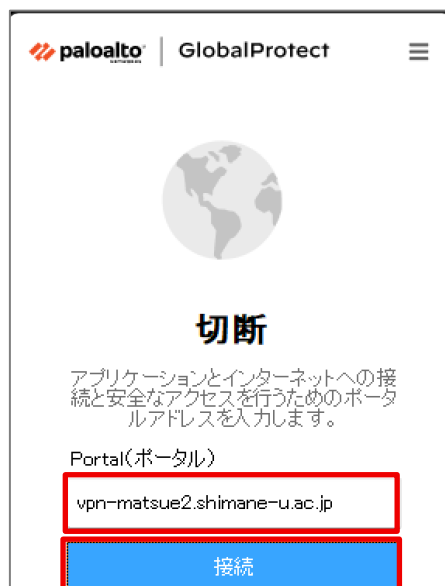 paloalto NETWORKS | GlobalProtect
切断
アプリケーションとインターネットへの接
続と安全なアクセスを行うためのポータ
ルアドレスを入力します。
Portal(ポータル)
vpn-matsue2.shimane-u.ac.jp
接続